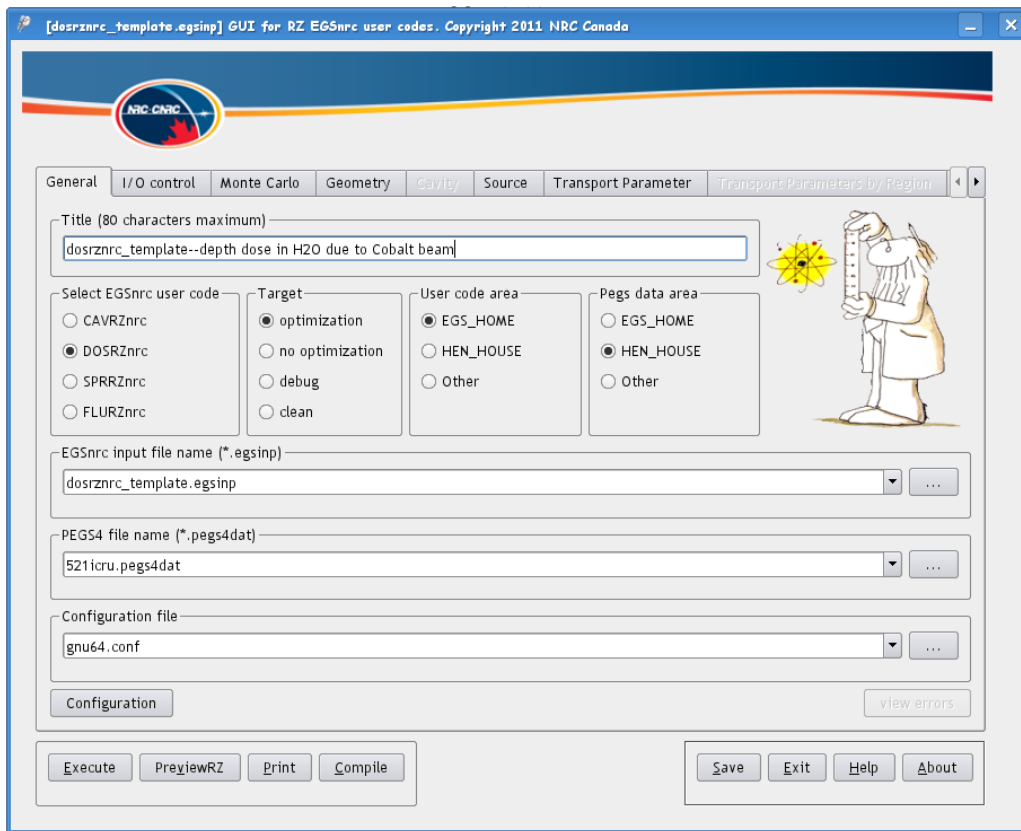 [dosrznrc_template.egsinp] GUI for RZ EGSnrc user codes. Copyright 2011 NRC Canada
NRC·CNRC
General I/O control Monte Carlo Geometry Cavity Source Transport Parameter Transport Parameters by Region
Title (80 characters maximum)
dosrznrc_template--depth dose in H2O due to Cobalt beam
Select EGSnrc user code Target User code area Pegs data area
CAVRZnrc optimization EGS_HOME EGS_HOME
DOSRZnrc no optimization HEN_HOUSE HEN_HOUSE
SPRRZnrc debug Other Other
FLURZnrc clean
EGSnrc input file name (*.egsinp)
dosrznrc_template.egsinp ...
PEGS4 file name (*.pegs4dat)
521icru.pegs4dat ...
Configuration file
gnu64.conf ...
Configuration view errors
Execute PreviewRZ Print Compile Save Exit Help About